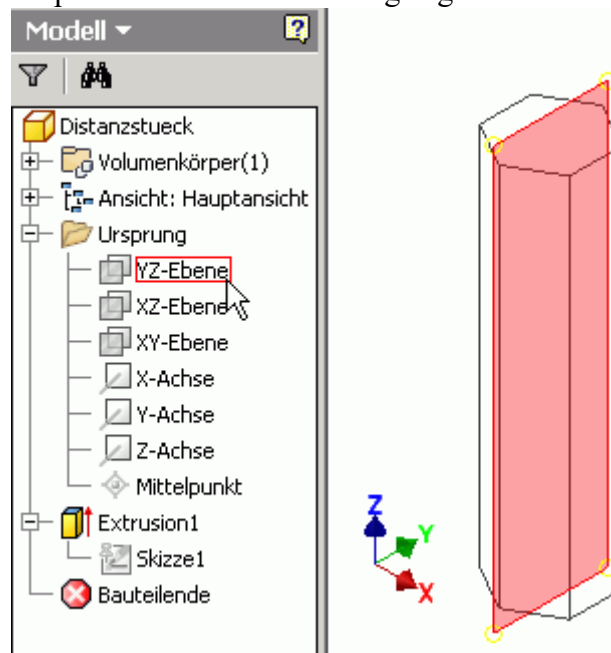 Modell
Distanzstueck
Volumenkörper(1)
Ansicht: Hauptansicht
Ursprung
YZ-Ebene
XZ-Ebene
XY-Ebene
X-Achse
Y-Achse
Z-Achse
Mittelpunkt
Extrusion1
Skizze1
Bauteilende
Z
Y
X